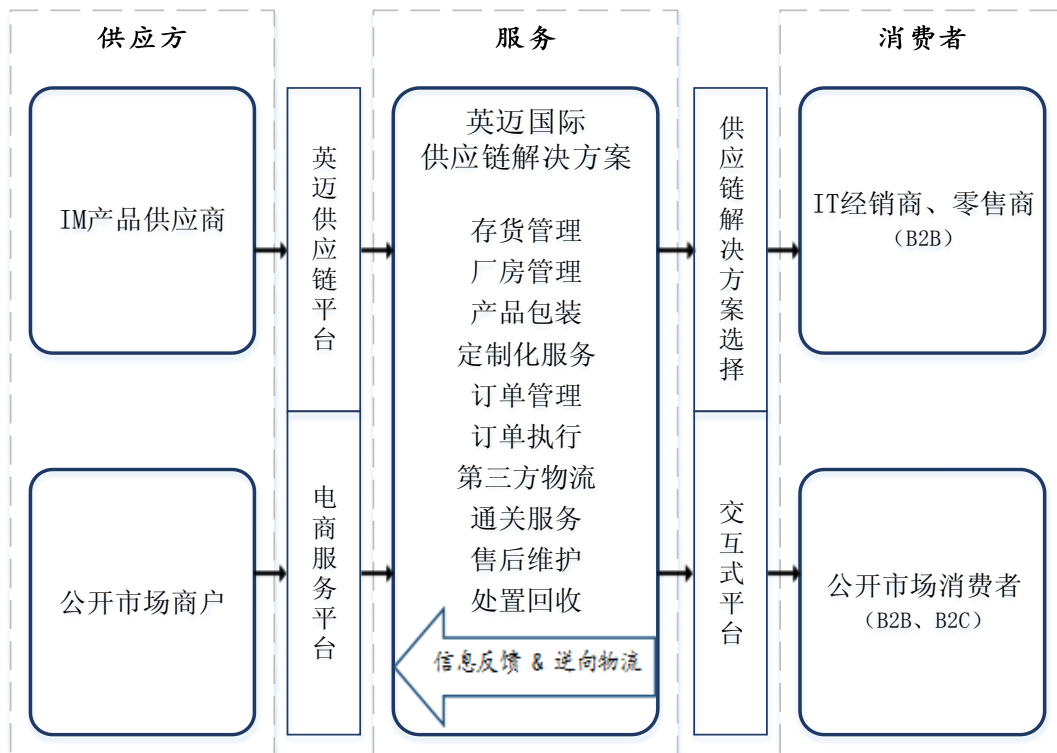 供应方
服务
消费者
IM产品供应商
公开市场商户
英迈供应链平台
电商服务平台
英迈国际
供应链解决方案
存货管理
厂房管理
产品包装
定制化服务
订单管理
订单执行
第三方物流
通关服务
售后维护
处置回收
信息反馈 & 逆向物流
供应链解决方案选择
交互式平台
IT经销商、零售商
（B2B）
公开市场消费者
（B2B、B2C）